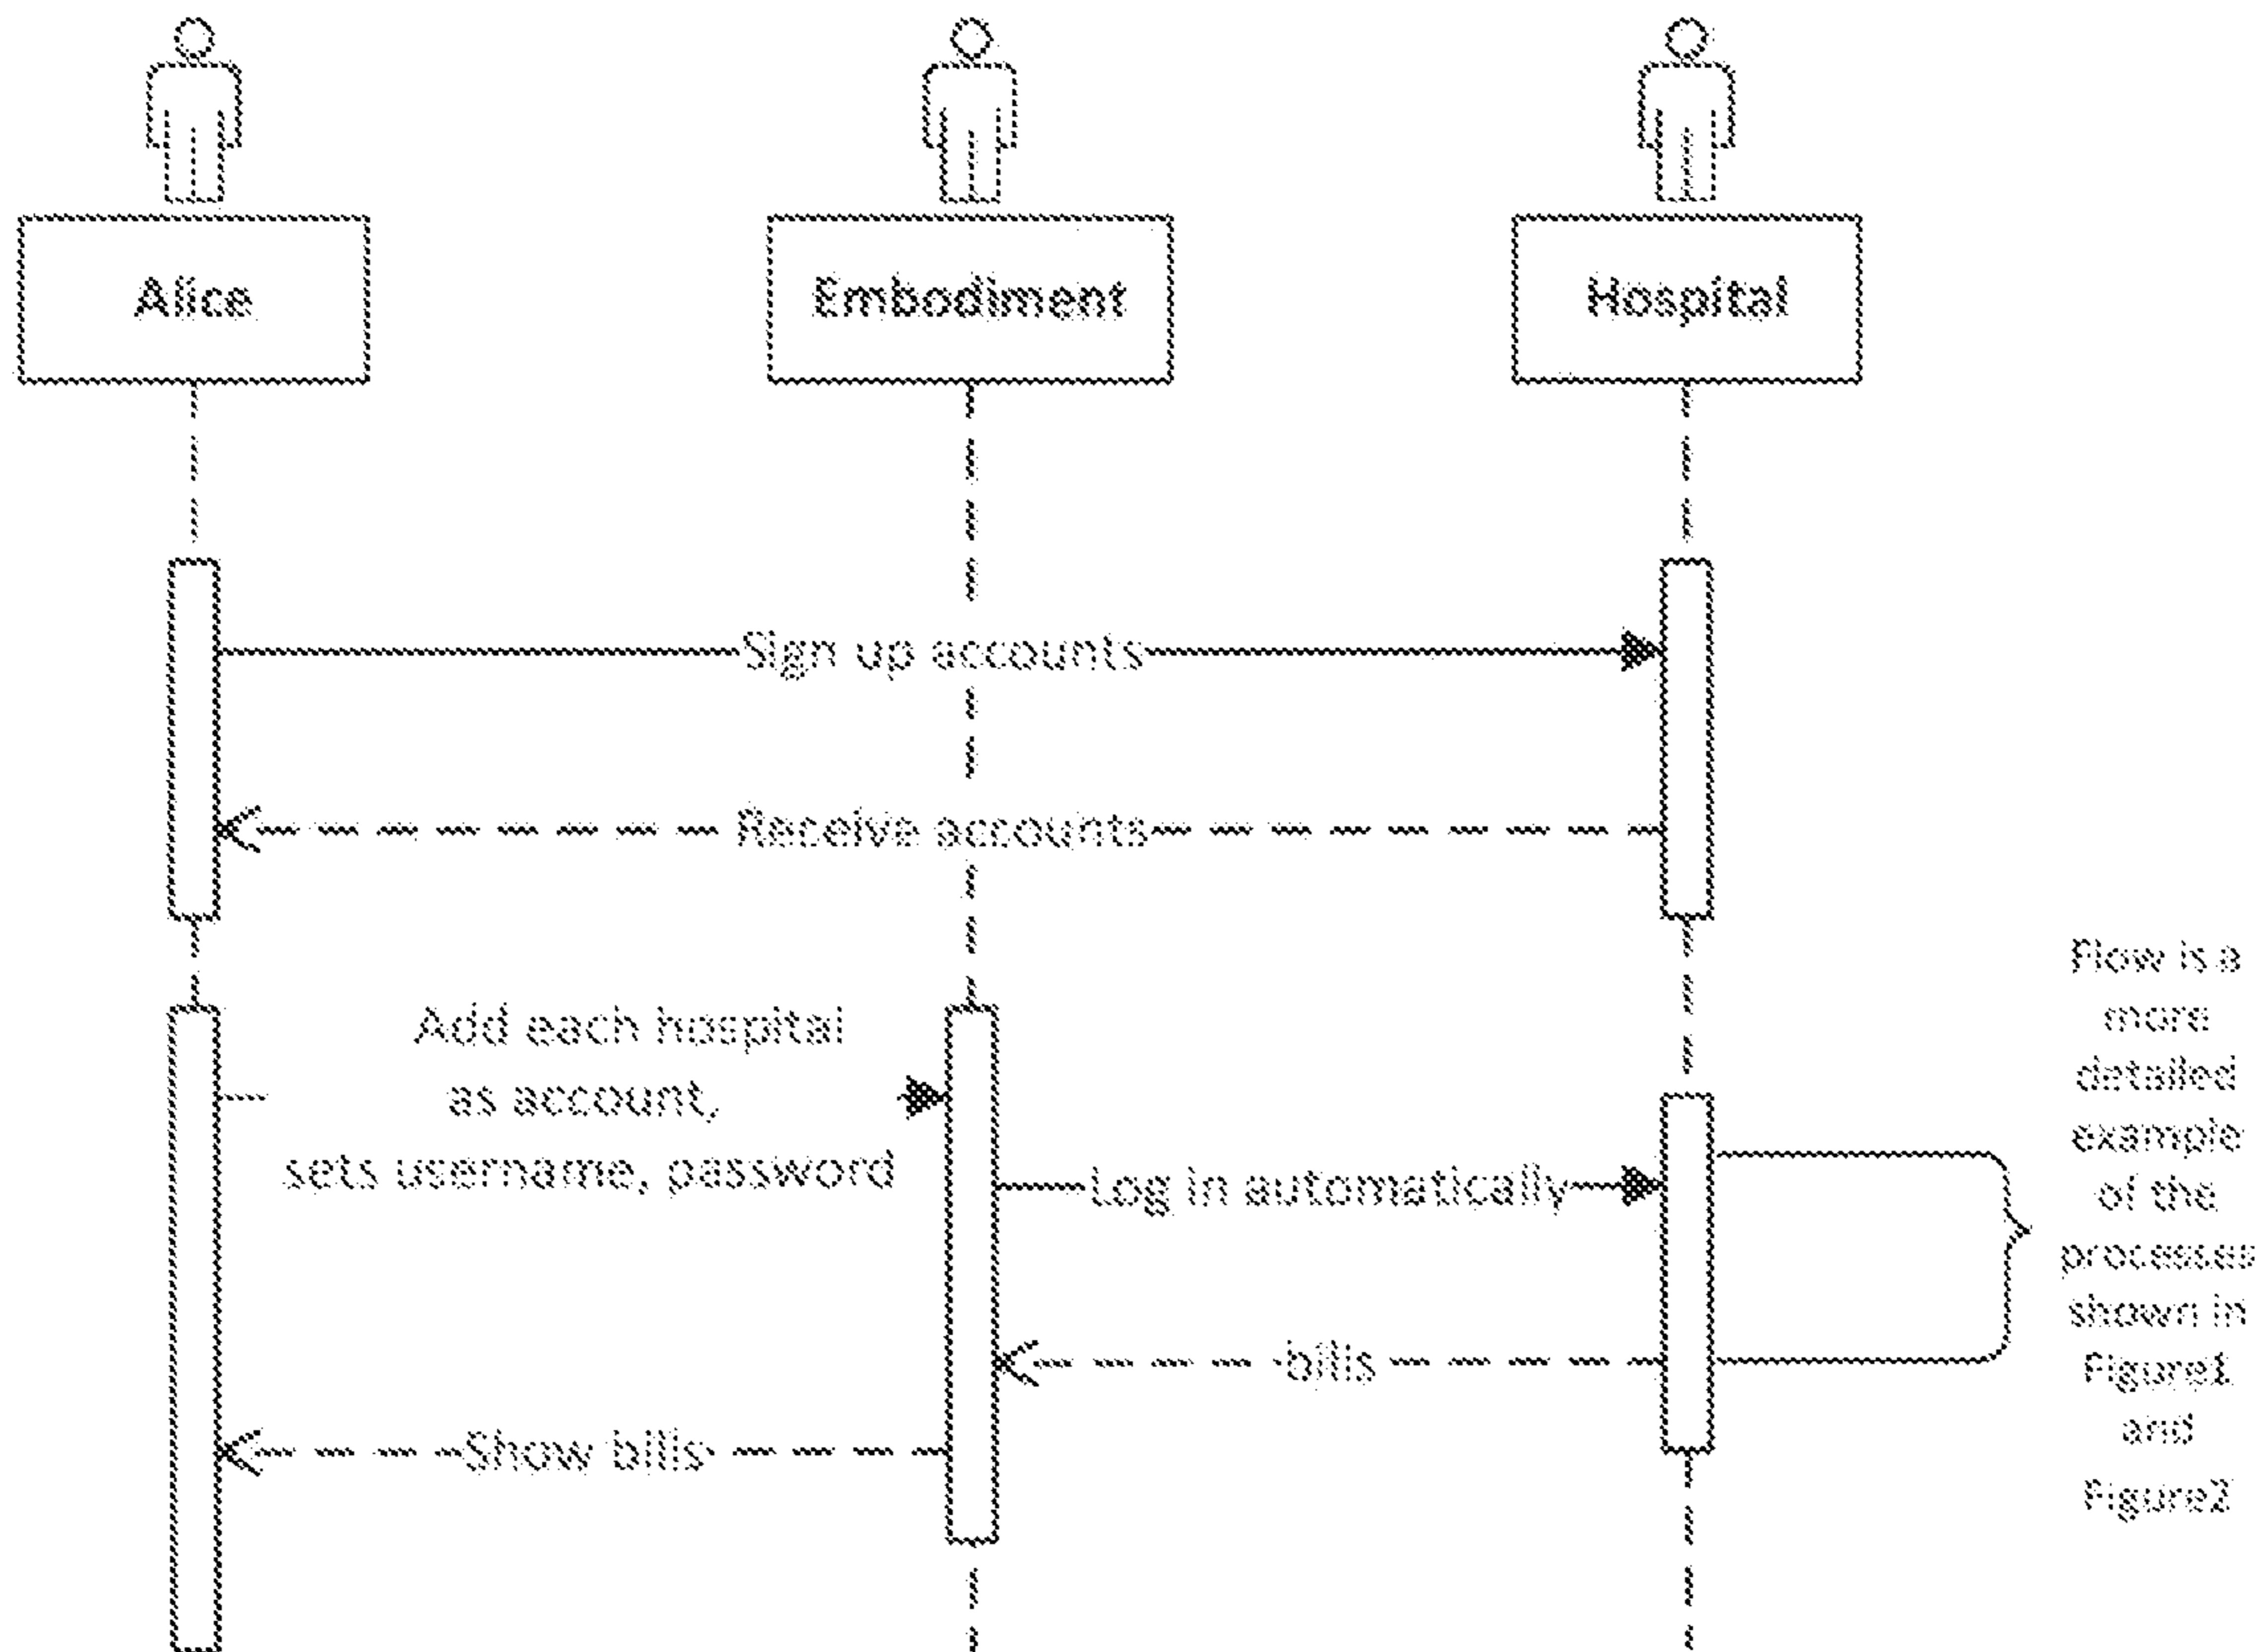 Alice
Embodiment
Hospital
Sign up accounts
Receive accounts
Add each hospital
as account,
sets username, password
Log in automatically
bills
Show bills
Flow is a
more
detailed
example
of the
processes
shown in
Figure1
and
Figure2